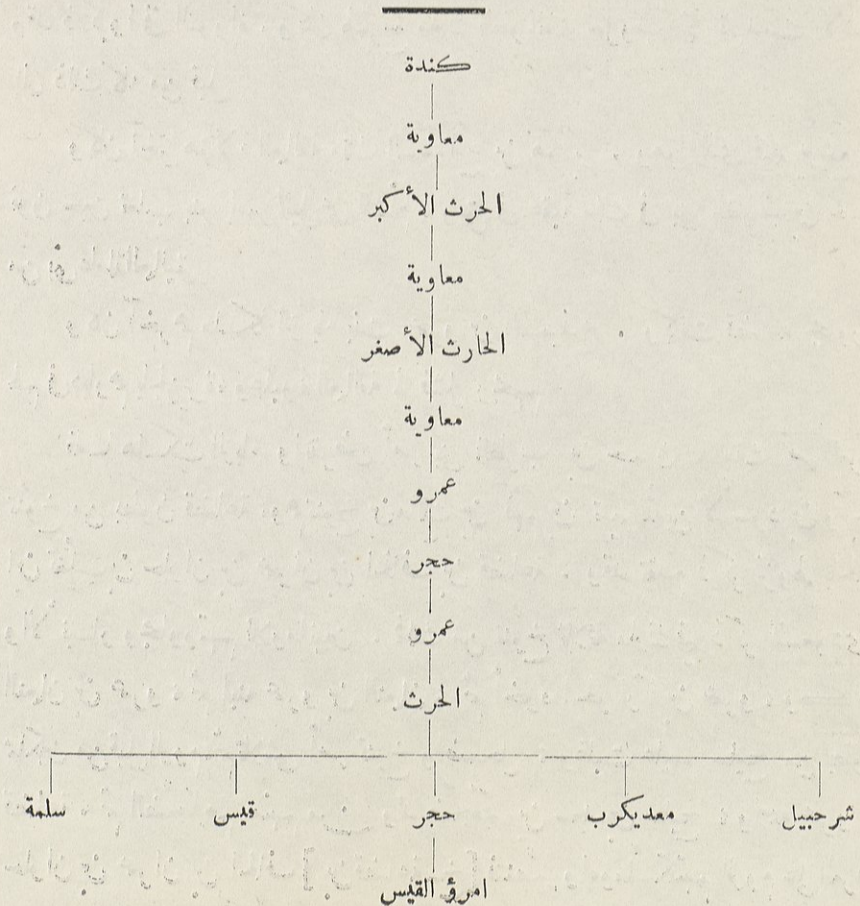 كندة
معاوية
الحرث الأكبر
معاوية
الحارث الأصغر
معاوية
عمرو
حجر
عمرو
الحرث
شرحبيل معديكرب حجر قيس سلمة
امرؤ القيس